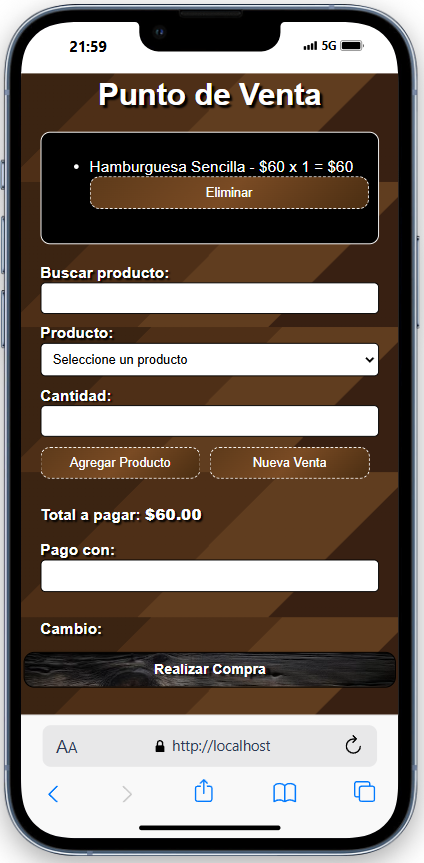 21:59
5G
Punto de Venta
• Hamburguesa Sencilla - $60 x 1 = $60
Eliminar
Buscar producto:
Producto:
Seleccione un producto
Cantidad:
Agregar Producto Nueva Venta
Total a pagar: $60.00
Pago con:
Cambio:
Realizar Compra
AA http://localhost